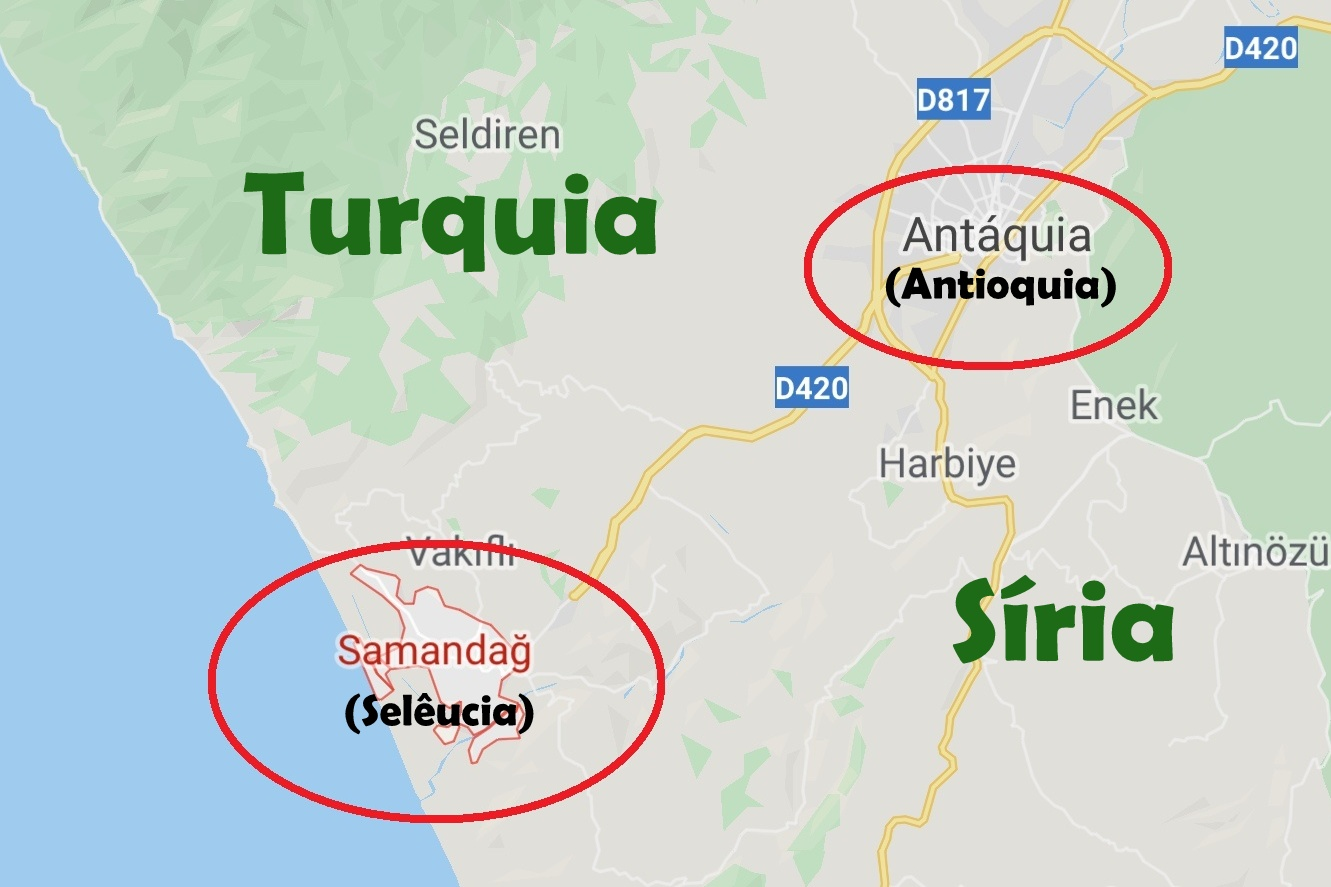 D420
D817
Seldiren
Turquia
Antáquia
(Antioquia)
D420
Enek
Harbiye
Vakıflı
Altınözü
Síria
Samandağ
(Selêucia)